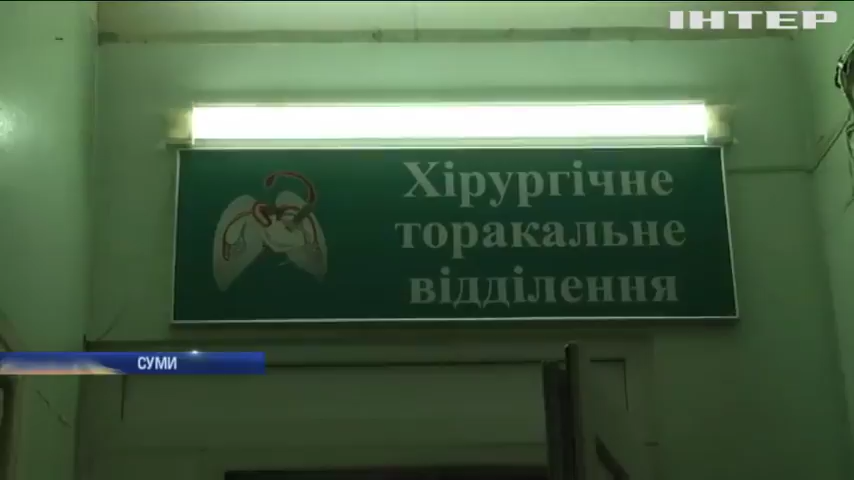 ІНТЕР
Хірургічне
торакальне
відділення
СУМИ